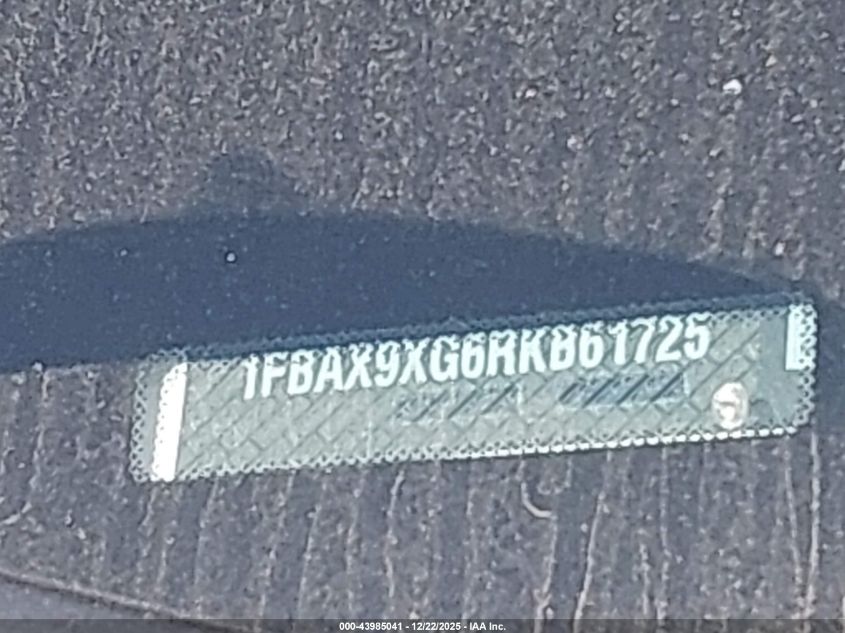 1FBAX9XG6RKB61725
000-43985041 - 12/22/2025 - IAA Inc.